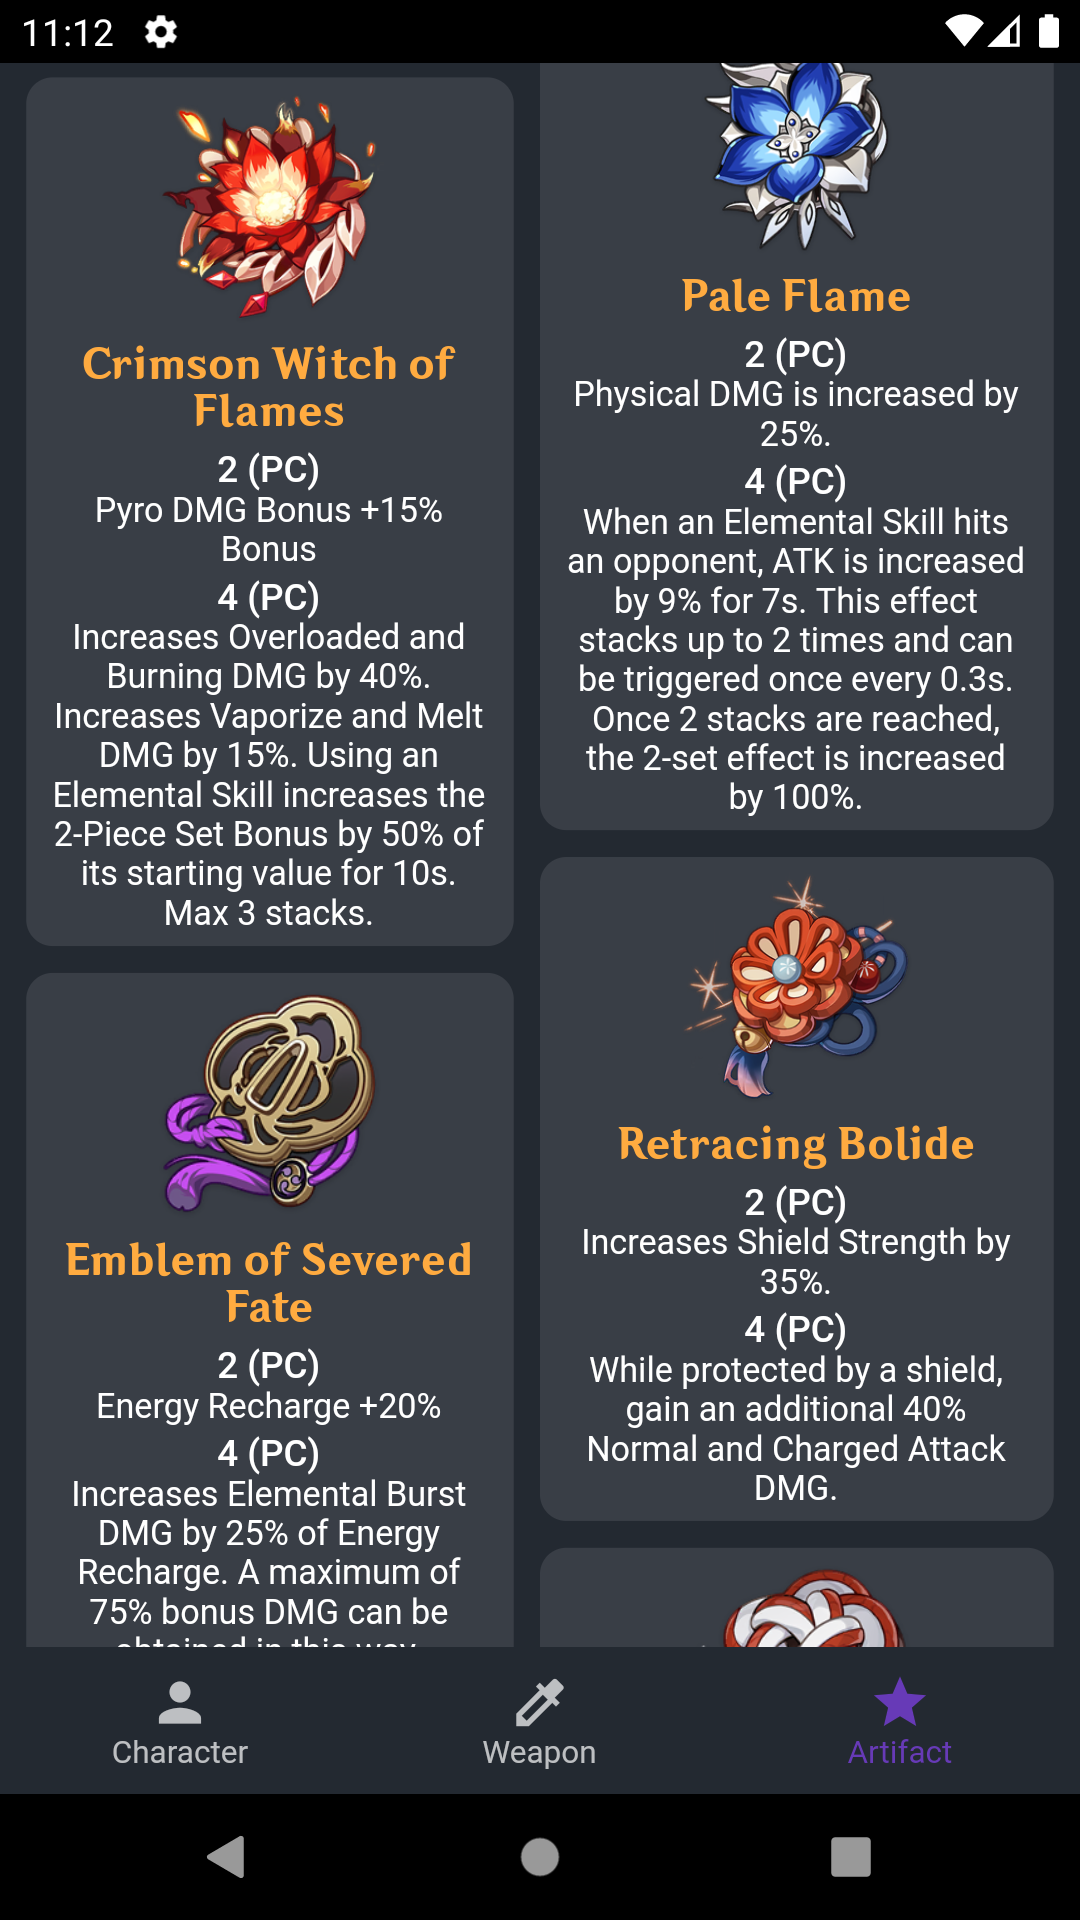 11:12
Crimson Witch of
Flames
2 (PC)
Pyro DMG Bonus +15%
Bonus
4 (PC)
Increases Overloaded and
Burning DMG by 40%.
Increases Vaporize and Melt
DMG by 15%. Using an
Elemental Skill increases the
2-Piece Set Bonus by 50% of
its starting value for 10s.
Max 3 stacks.
Emblem of Severed
Fate
2 (PC)
Energy Recharge +20%
4 (PC)
Increases Elemental Burst
DMG by 25% of Energy
Recharge. A maximum of
75% bonus DMG can be
obtained in this way.
Pale Flame
2 (PC)
Physical DMG is increased by
25%.
4 (PC)
When an Elemental Skill hits
an opponent, ATK is increased
by 9% for 7s. This effect
stacks up to 2 times and can
be triggered once every 0.3s.
Once 2 stacks are reached,
the 2-set effect is increased
by 100%.
Retracing Bolide
2 (PC)
Increases Shield Strength by
35%.
4 (PC)
While protected by a shield,
gain an additional 40%
Normal and Charged Attack
DMG.
Character
Weapon
Artifact